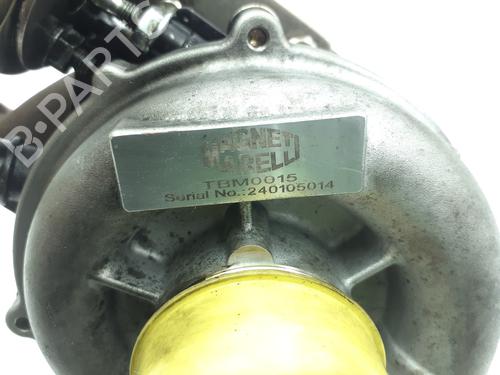 B-PARTS
MAGNETI
MARELLI
TBM0015
Serial No.:240105014